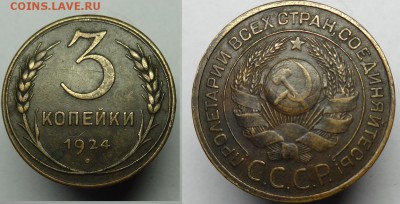 COINS.LAVE.RU
3
КОПЕЙКИ
1924
ПРОЛЕТАРИИ ВСЕХ СТРАН, СОЕДИНЯЙТЕСЬ!
С.С.С.Р.